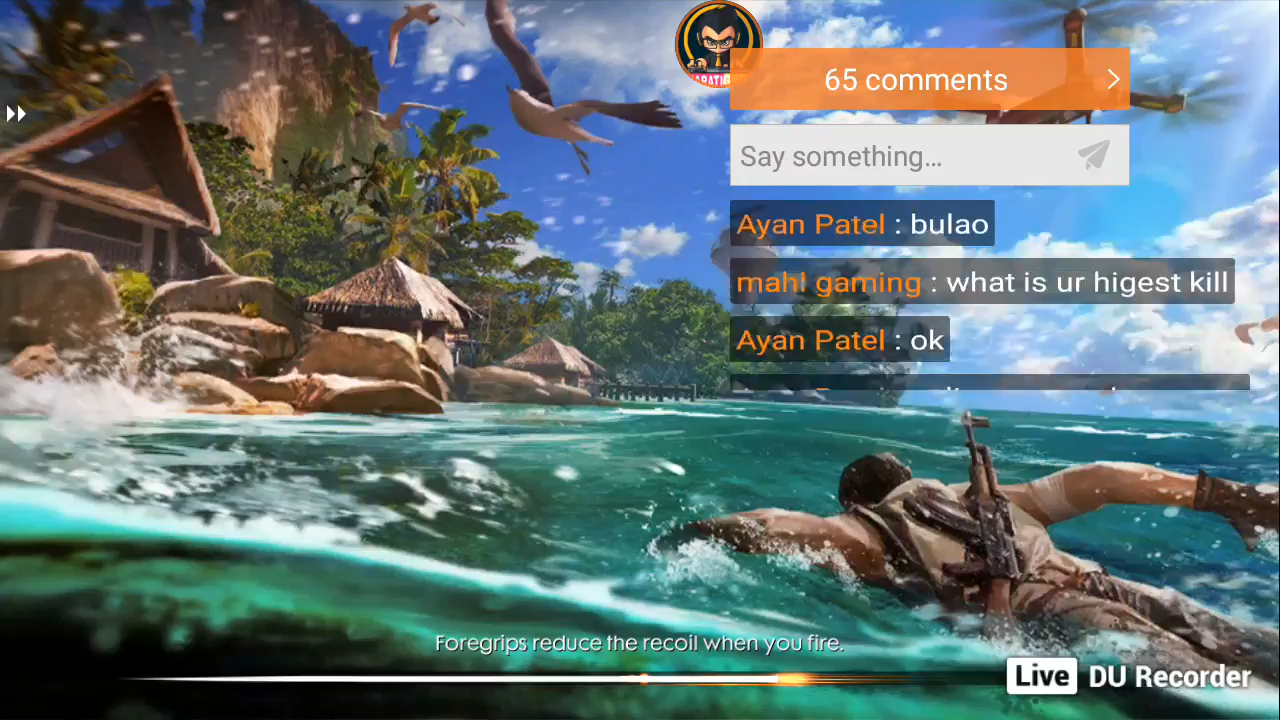 65 comments
Say something...
Ayan Patel : bulao
mahi gaming : what is ur higest kill
Ayan Patel : ok
Foregrips reduce the recoil when you fire.
Live DU Recorder